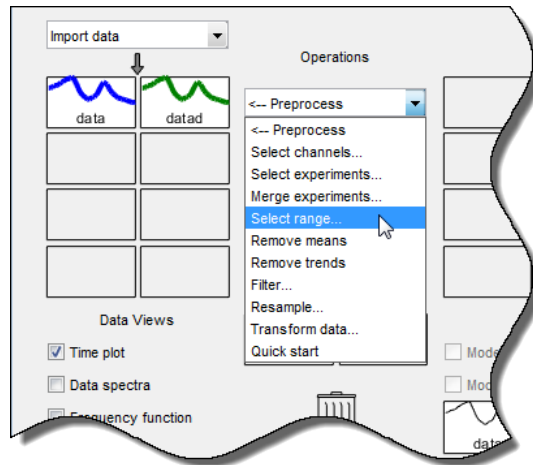 Import data
Operations
data
datad
<-- Preprocess
<-- Preprocess
Select channels...
Select experiments...
Merge experiments...
Select range...
Remove means
Remove trends
Filter...
Resample...
Transform data...
Quick start
Data Views
Time plot
Data spectra
Frequency function